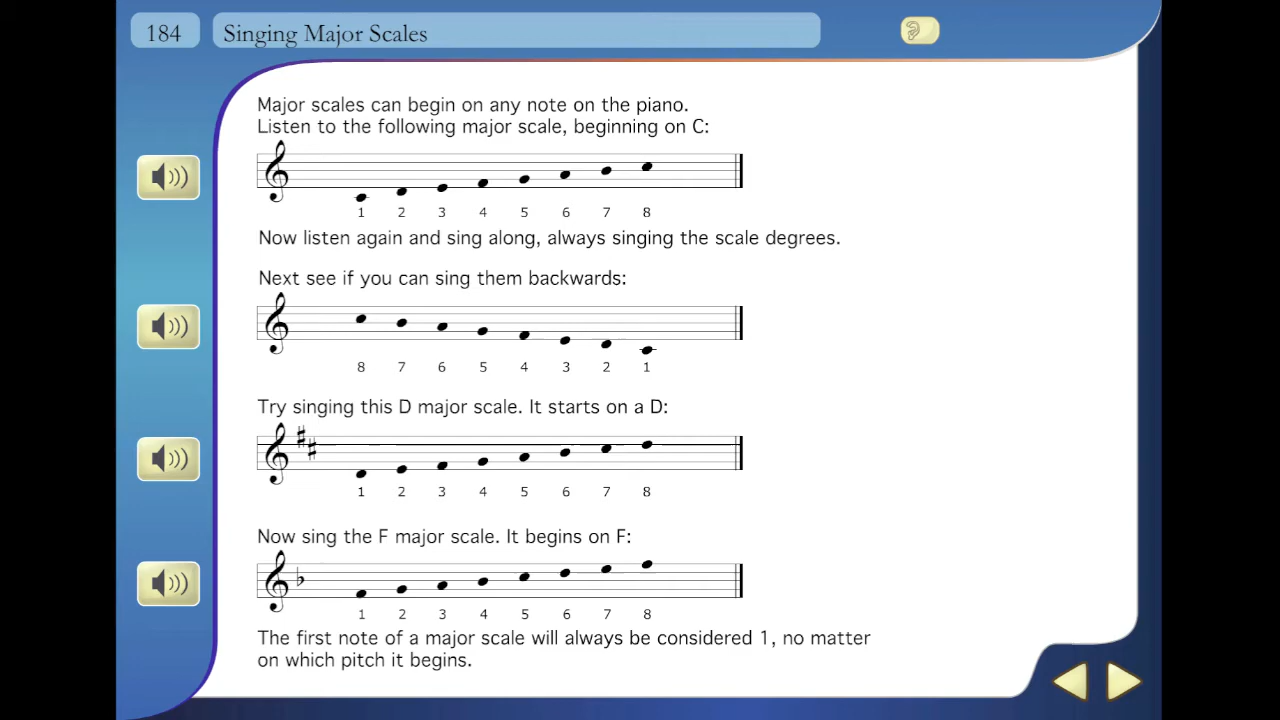 184
Singing Major Scales
Major scales can begin on any note on the piano.
Listen to the following major scale, beginning on C:
1 2 3 4 5 6 7 8
Now listen again and sing along, always singing the scale degrees.
Next see if you can sing them backwards:
8 7 6 5 4 3 2 1
Try singing this D major scale. It starts on a D:
1 2 3 4 5 6 7 8
Now sing the F major scale. It begins on F:
1 2 3 4 5 6 7 8
The first note of a major scale will always be considered 1, no matter
on which pitch it begins.